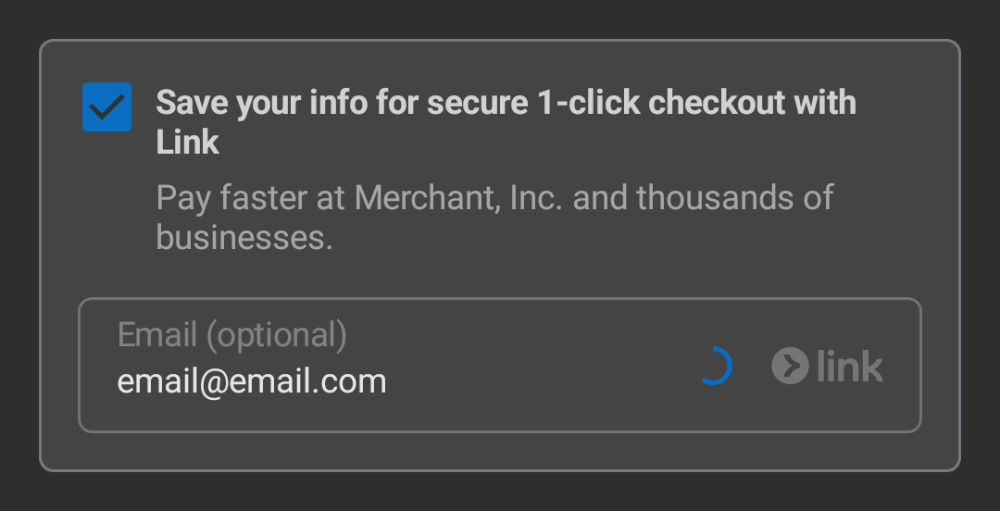 Save your info for secure 1-click checkout with
Link
Pay faster at Merchant, Inc. and thousands of
businesses.
Email (optional)
email@email.com
link